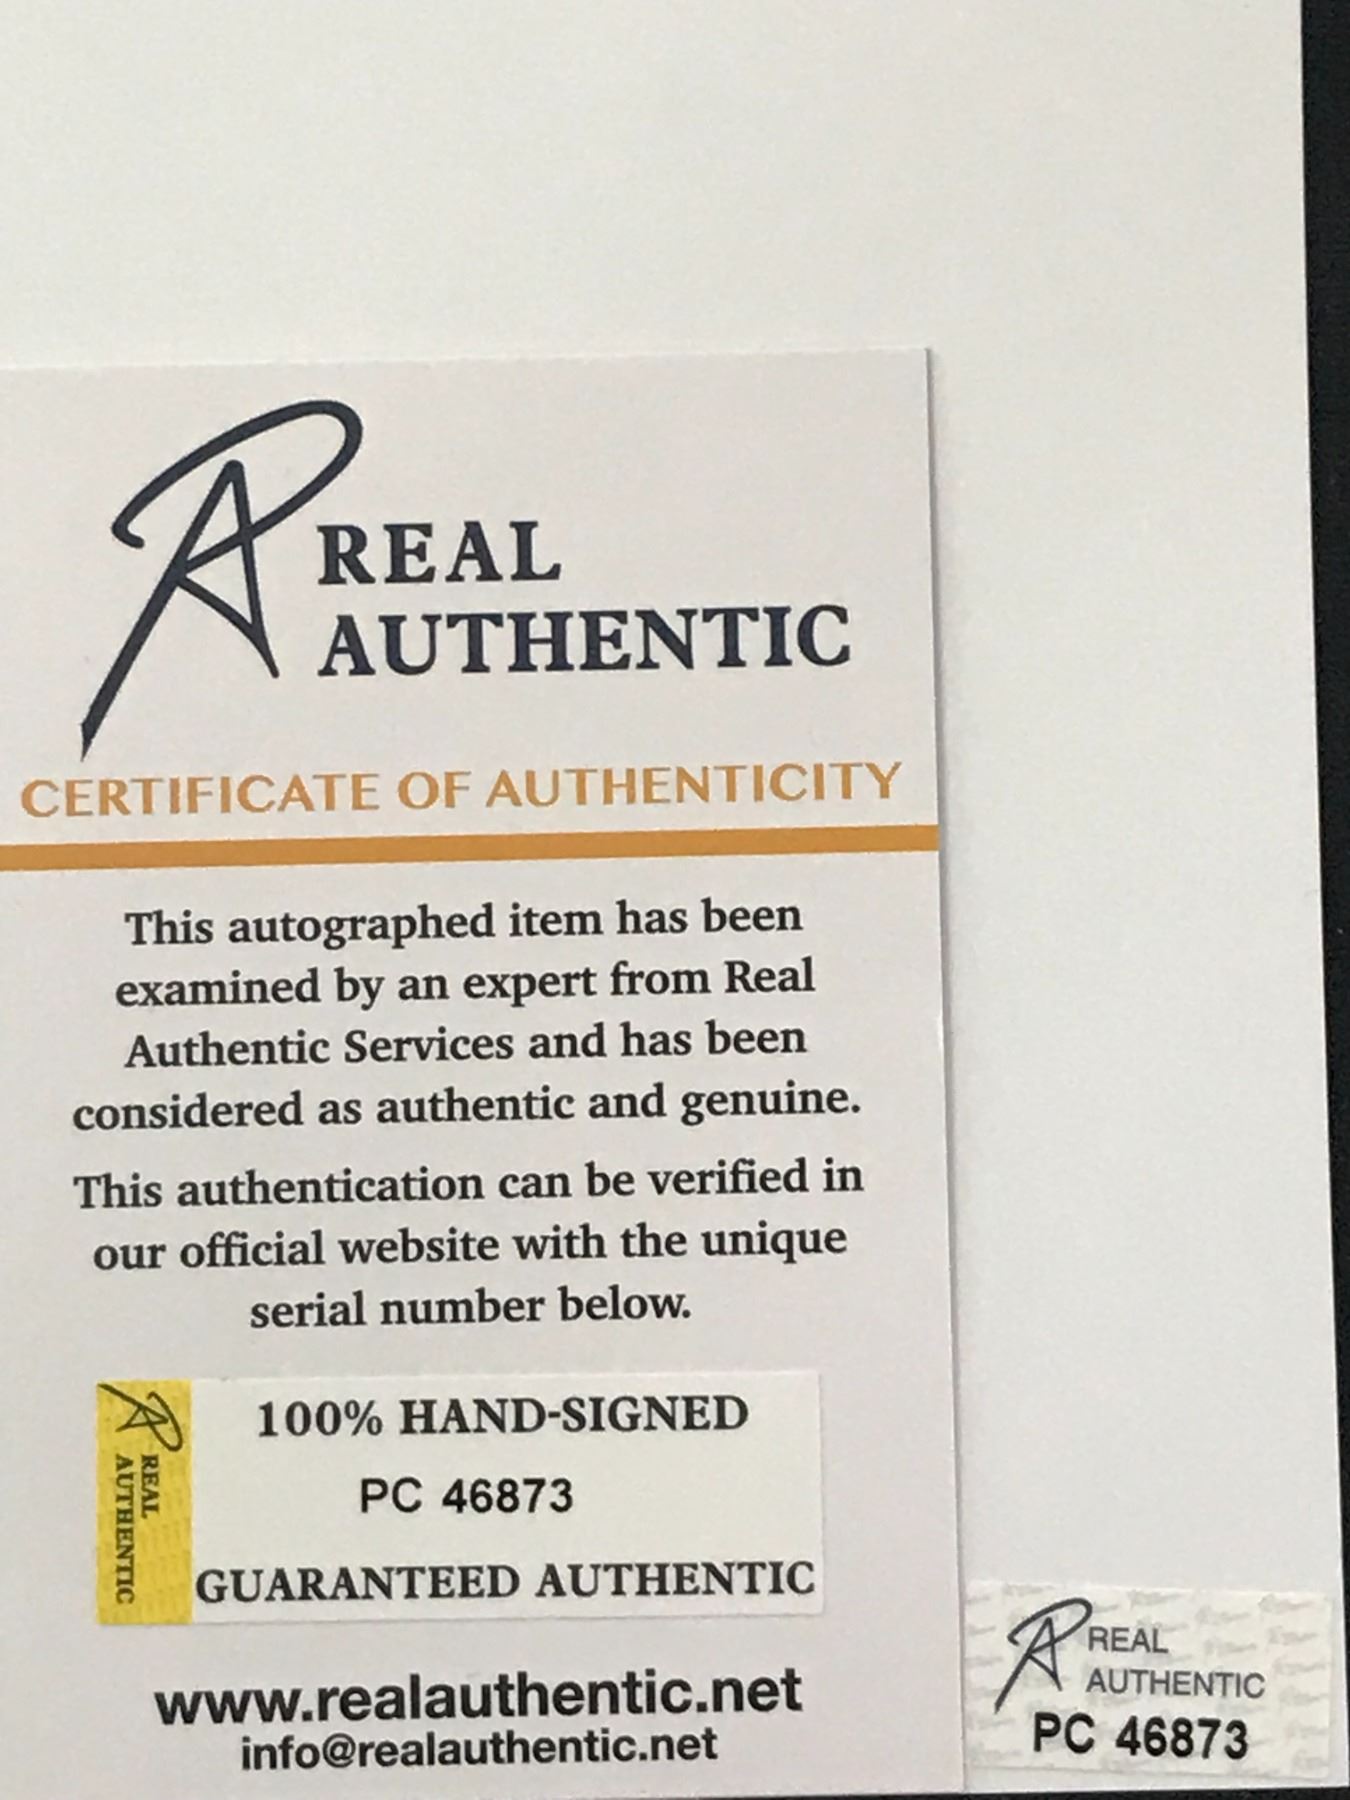 REAL
AUTHENTIC
CERTIFICATE OF AUTHENTICITY
This autographed item has been
examined by an expert from Real
Authentic Services and has been
considered as authentic and genuine.
This authentication can be verified in
our official website with the unique
serial number below.
REAL
AUTHENTIC
100% HAND-SIGNED
PC 46873
GUARANTEED AUTHENTIC
www.realauthentic.net
info@realauthentic.net
REAL
AUTHENTIC
PC 46873